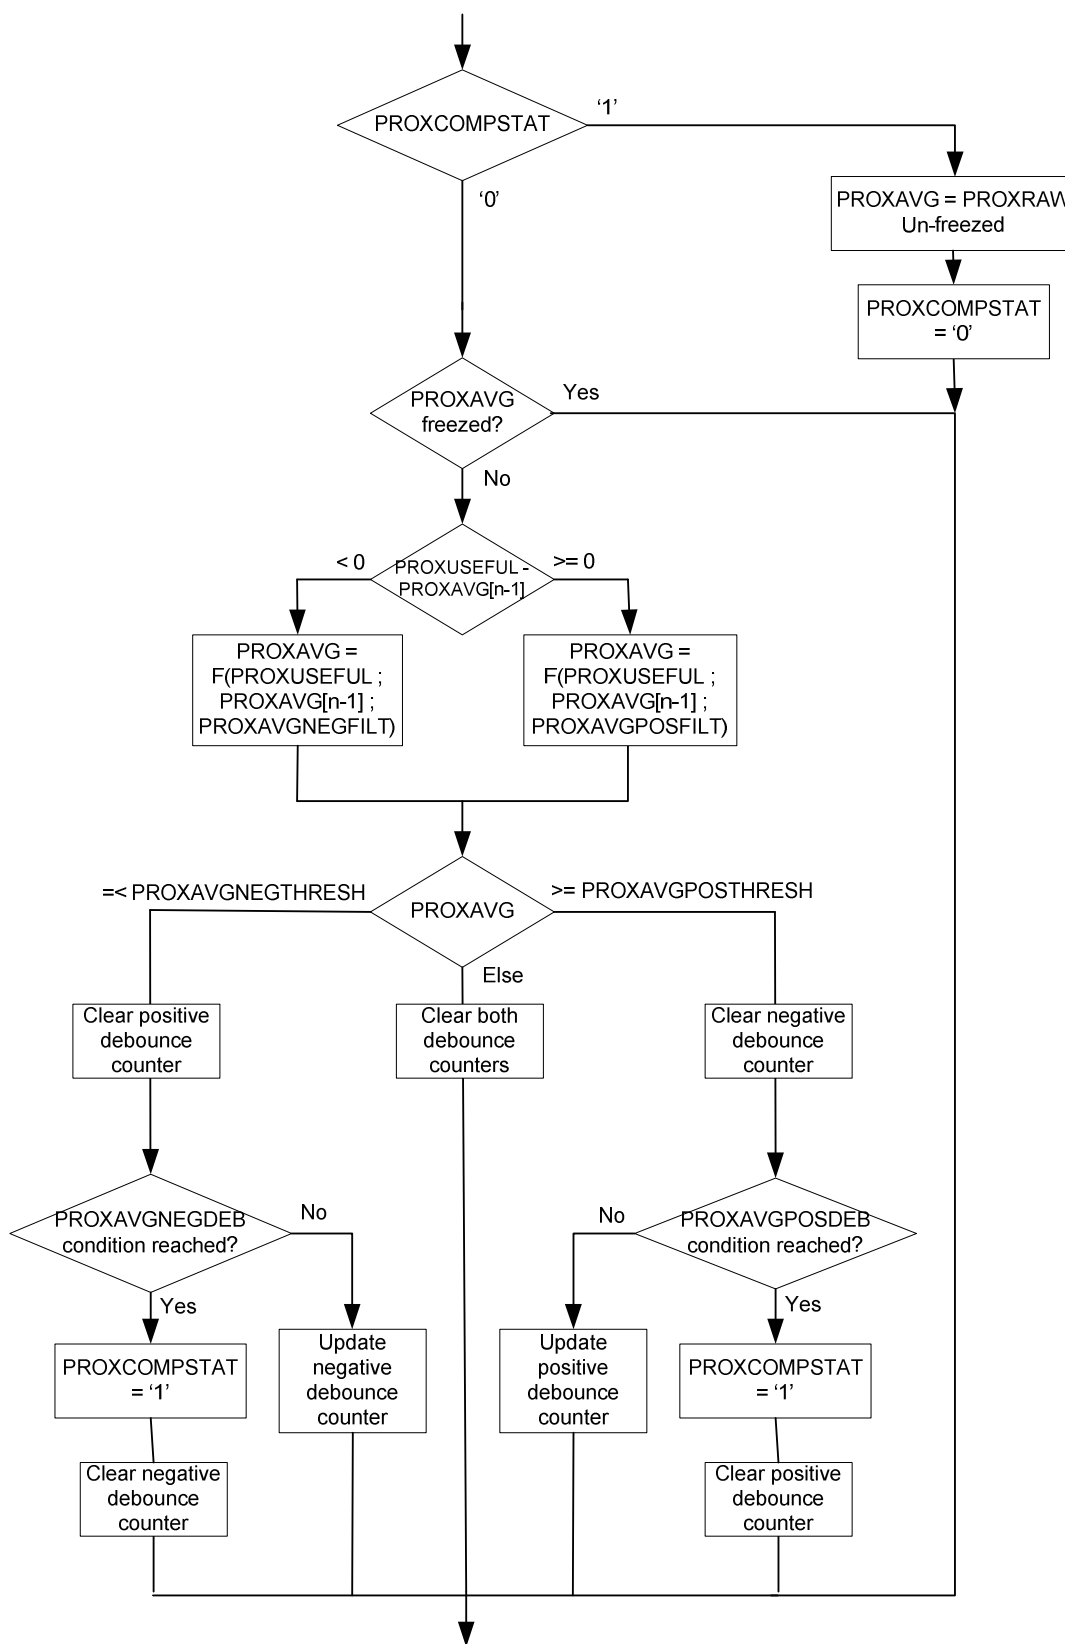 PROXCOMPSTAT
‘1’
‘0’
PROXAVG = PROXRAW
Un-freezed
PROXCOMPSTAT
= ‘0’
PROXAVG
freezed?
Yes
No
PROXUSEFUL -
PROXAVG[n-1]
< 0
>= 0
PROXAVG =
F(PROXUSEFUL ;
PROXAVG[n-1] ;
PROXAVGNEGFILT)
PROXAVG =
F(PROXUSEFUL ;
PROXAVG[n-1] ;
PROXAVGPOSFILT)
=< PROXAVGNEGTHRESH
PROXAVG
>= PROXAVGPOSTHRESH
Else
Clear positive
debounce
counter
Clear both
debounce
counters
Clear negative
debounce
counter
PROXAVGNEGDEB
condition reached?
No
Yes
No
PROXAVGPOSDEB
condition reached?
Yes
PROXCOMPSTAT
= ‘1’
Update
negative
debounce
counter
Update
positive
debounce
counter
PROXCOMPSTAT
= ‘1’
Clear negative
debounce
counter
Clear positive
debounce
counter